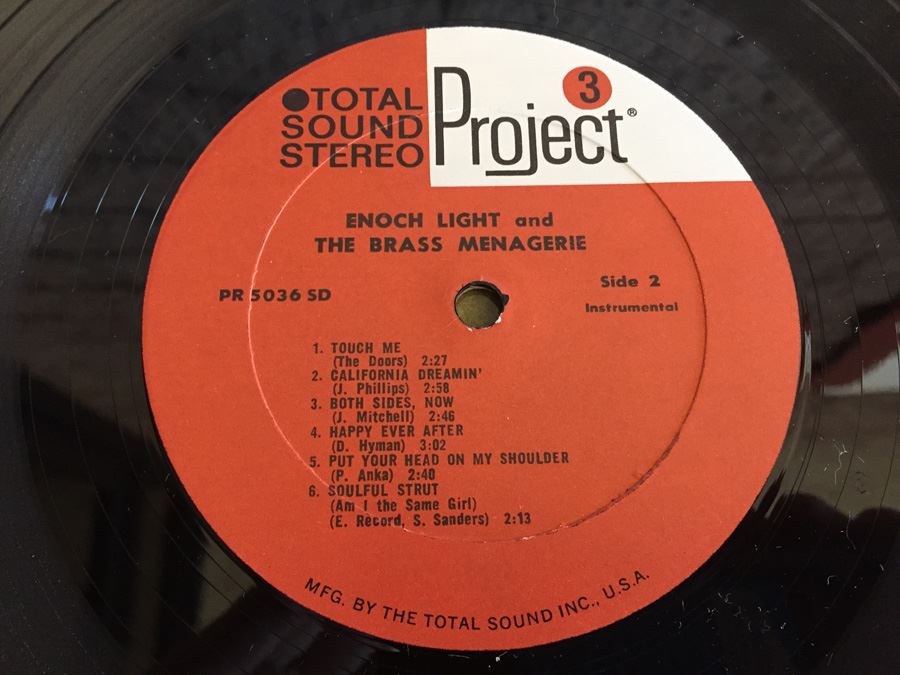 TOTAL
SOUND
STEREO
Project 3®
ENOCH LIGHT and
THE BRASS MENAGERIE
PR 5036 SD
Side 2
Instrumental
1. TOUCH ME
(The Doors) 2:27
2. CALIFORNIA DREAMIN'
(J. Phillips) 2:58
3. BOTH SIDES, NOW
(J. Mitchell) 2:46
4. HAPPY EVER AFTER
(D. Hyman) 3:02
5. PUT YOUR HEAD ON MY SHOULDER
(P. Anka) 2:40
6. SOULFUL STRUT
(Am I the Same Girl)
(E. Record, S. Sanders) 2:13
MFG. BY THE TOTAL SOUND INC., U.S.A.